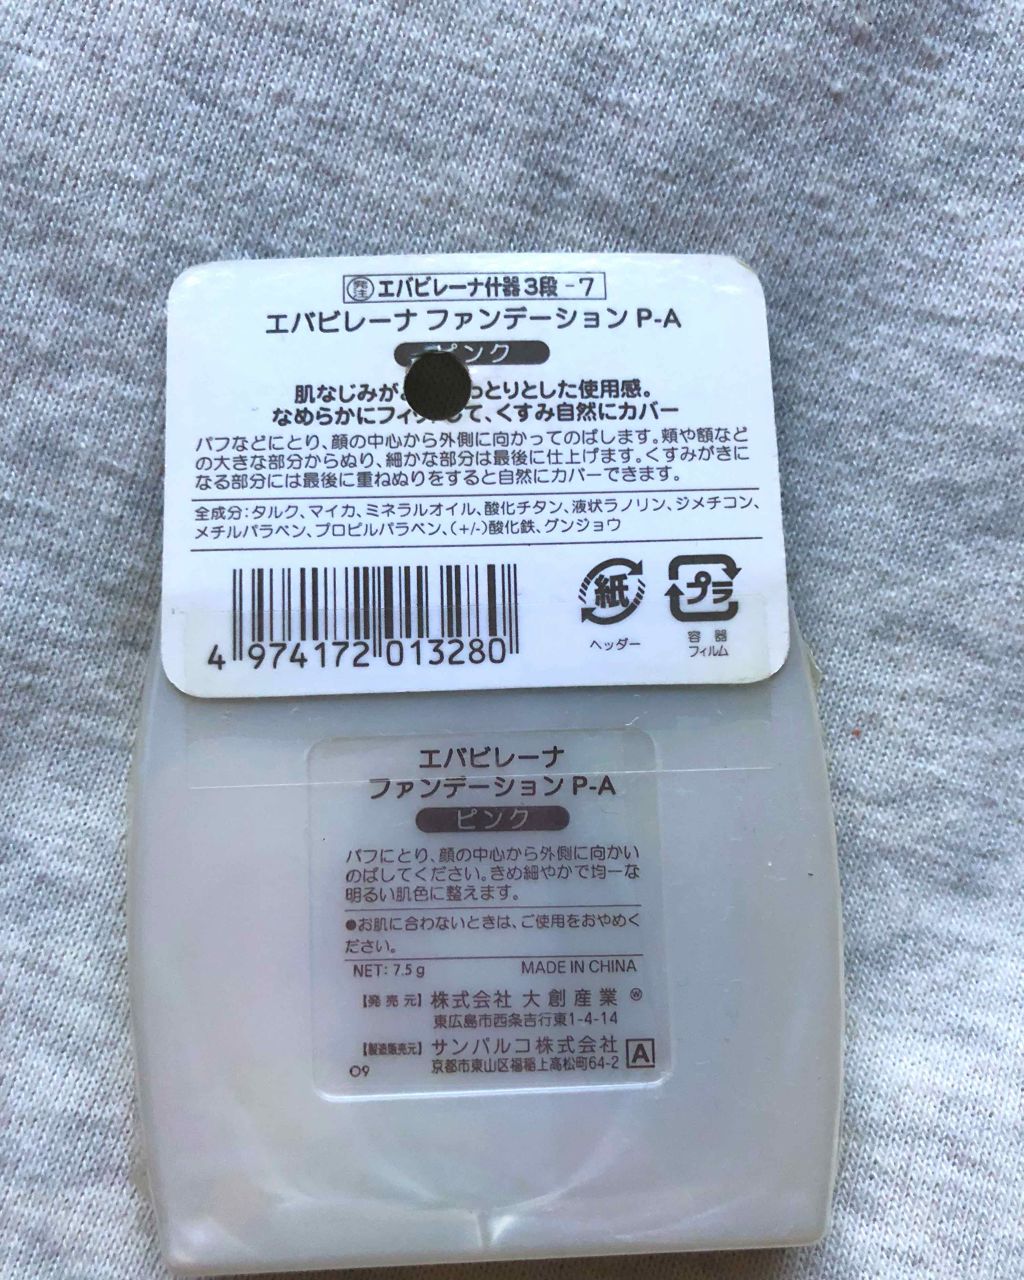 発注 エバビレーナ什器3段-7
エバビレーナ ファンデーション P-A
ピンク
肌なじみが とりとした使用感。
なめらかにフィッ て、くすみ自然にカバー
パフなどにとり、顔の中心から外側に向かってのばします。頬や額など
の大きな部分からぬり、細かな部分は最後に仕上げます。くすみがきに
なる部分には最後に重ねぬりをすると自然にカバーできます。
全成分:タルク、マイカ、ミネラルオイル、酸化チタン、液状ラノリン、ジメチコン、
メチルパラベン、プロピルパラベン、(+/-)酸化鉄、グンジョウ
4 974172 013280
紙
ヘッダー
プラ
容器
フィルム
エバビレーナ
ファンデーション P-A
ピンク
パフにとり、顔の中心から外側に向かい
のばしてください。きめ細やかで均一な
明るい肌色に整えます。
●お肌に合わないときは、ご使用をおやめく
ださい。
NET: 7.5 g MADE IN CHINA
【発売元】株式会社 大創産業 Ⓦ
東広島市西条吉行東1-4-14
【製造販売元】サンパルコ株式会社 A
京都市東山区福稲上高松町64-2
09